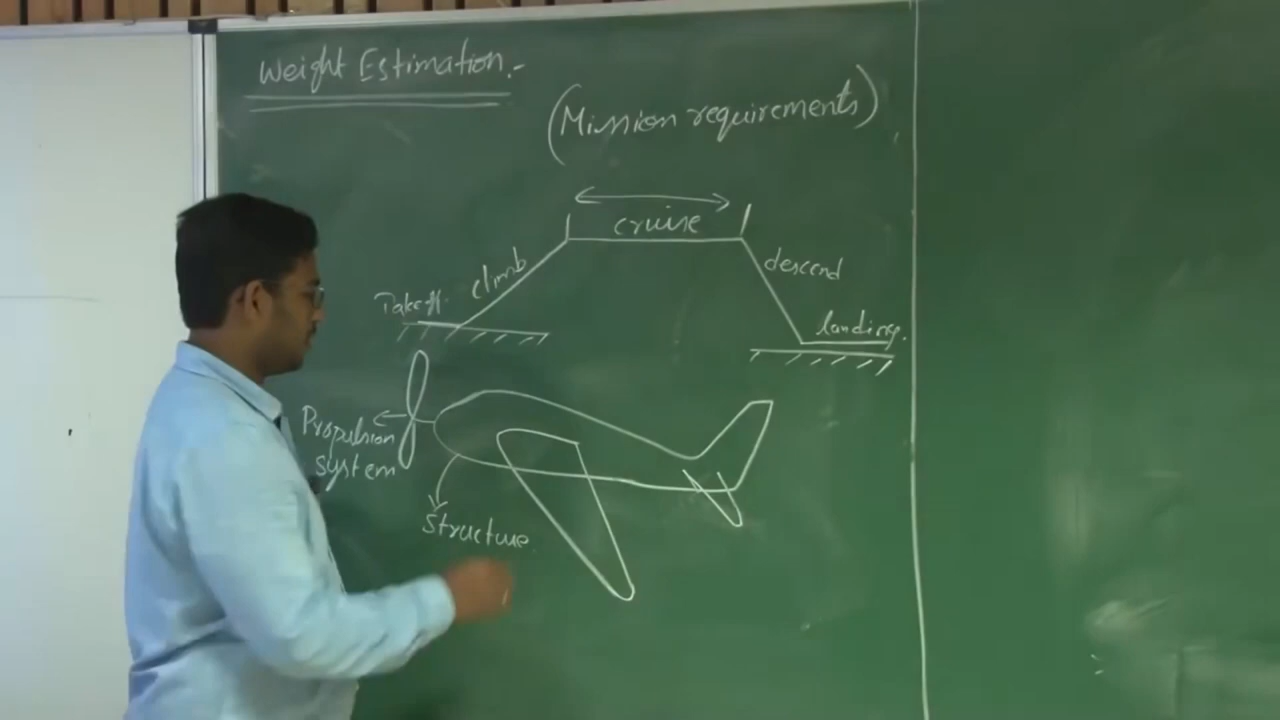 Weight Estimation.-
(Mission requirements)
cruise
climb
descend
Takeoff.
landing.
Propulsion
system
Structure